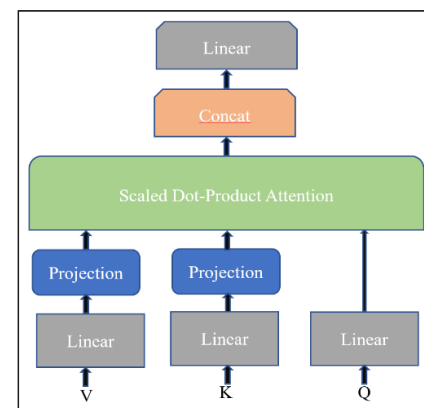 Linear
Concat
Scaled Dot-Product Attention
Projection Projection
Linear Linear Linear
V K Q